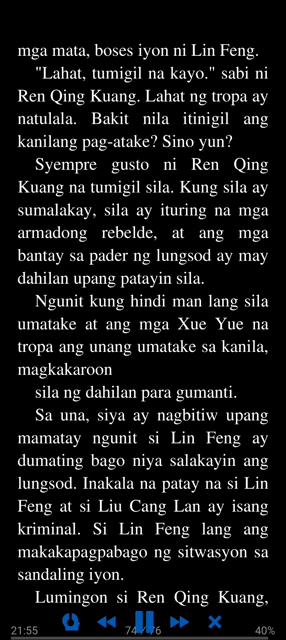 mga mata, boses iyon ni Lin Feng.
"Lahat, tumigil na kayo." sabi ni
Ren Qing Kuang. Lahat ng tropa ay
natulala. Bakit nila itinigil ang
kanilang pag-atake? Sino yun?
Syempre gusto ni Ren Qing
Kuang na tumigil sila. Kung sila ay
sumalakay, sila ay ituring na mga
armadong rebelde, at ang mga
bantay sa pader ng lungsod ay may
dahilan upang patayin sila.
Ngunit kung hindi man lang sila
umatake at ang mga Xue Yue na
tropa ang unang umatake sa kanila,
magkakaroon
sila ng dahilan para gumanti.
Sa una, siya ay nagbitiw upang
mamatay ngunit si Lin Feng ay
dumating bago niya salakayin ang
lungsod. Inakala na patay na si Lin
Feng at si Liu Cang Lan ay isang
kriminal. Si Lin Feng lang ang
makakapagpabago ng sitwasyon sa
sandaling iyon.
Lumingon si Ren Qing Kuang,
21:55 74 / 76 40%